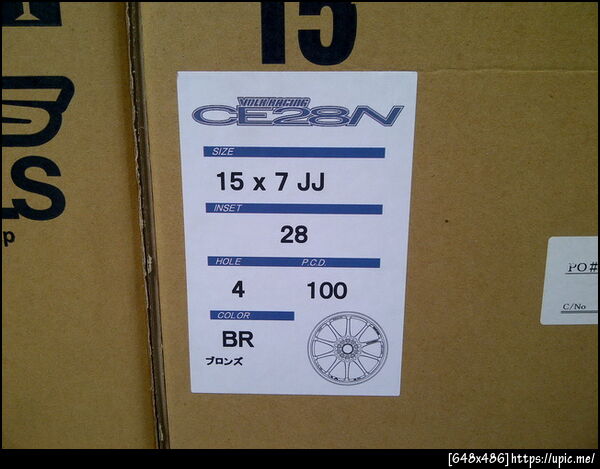 15
VOLK RACING
CE28N
SIZE
15 x 7 JJ
INSET
28
HOLE P.C.D.
4 100
COLOR
BR
ブロンズ
PO#
C/No
S
p
[648x486]https://upic.me/